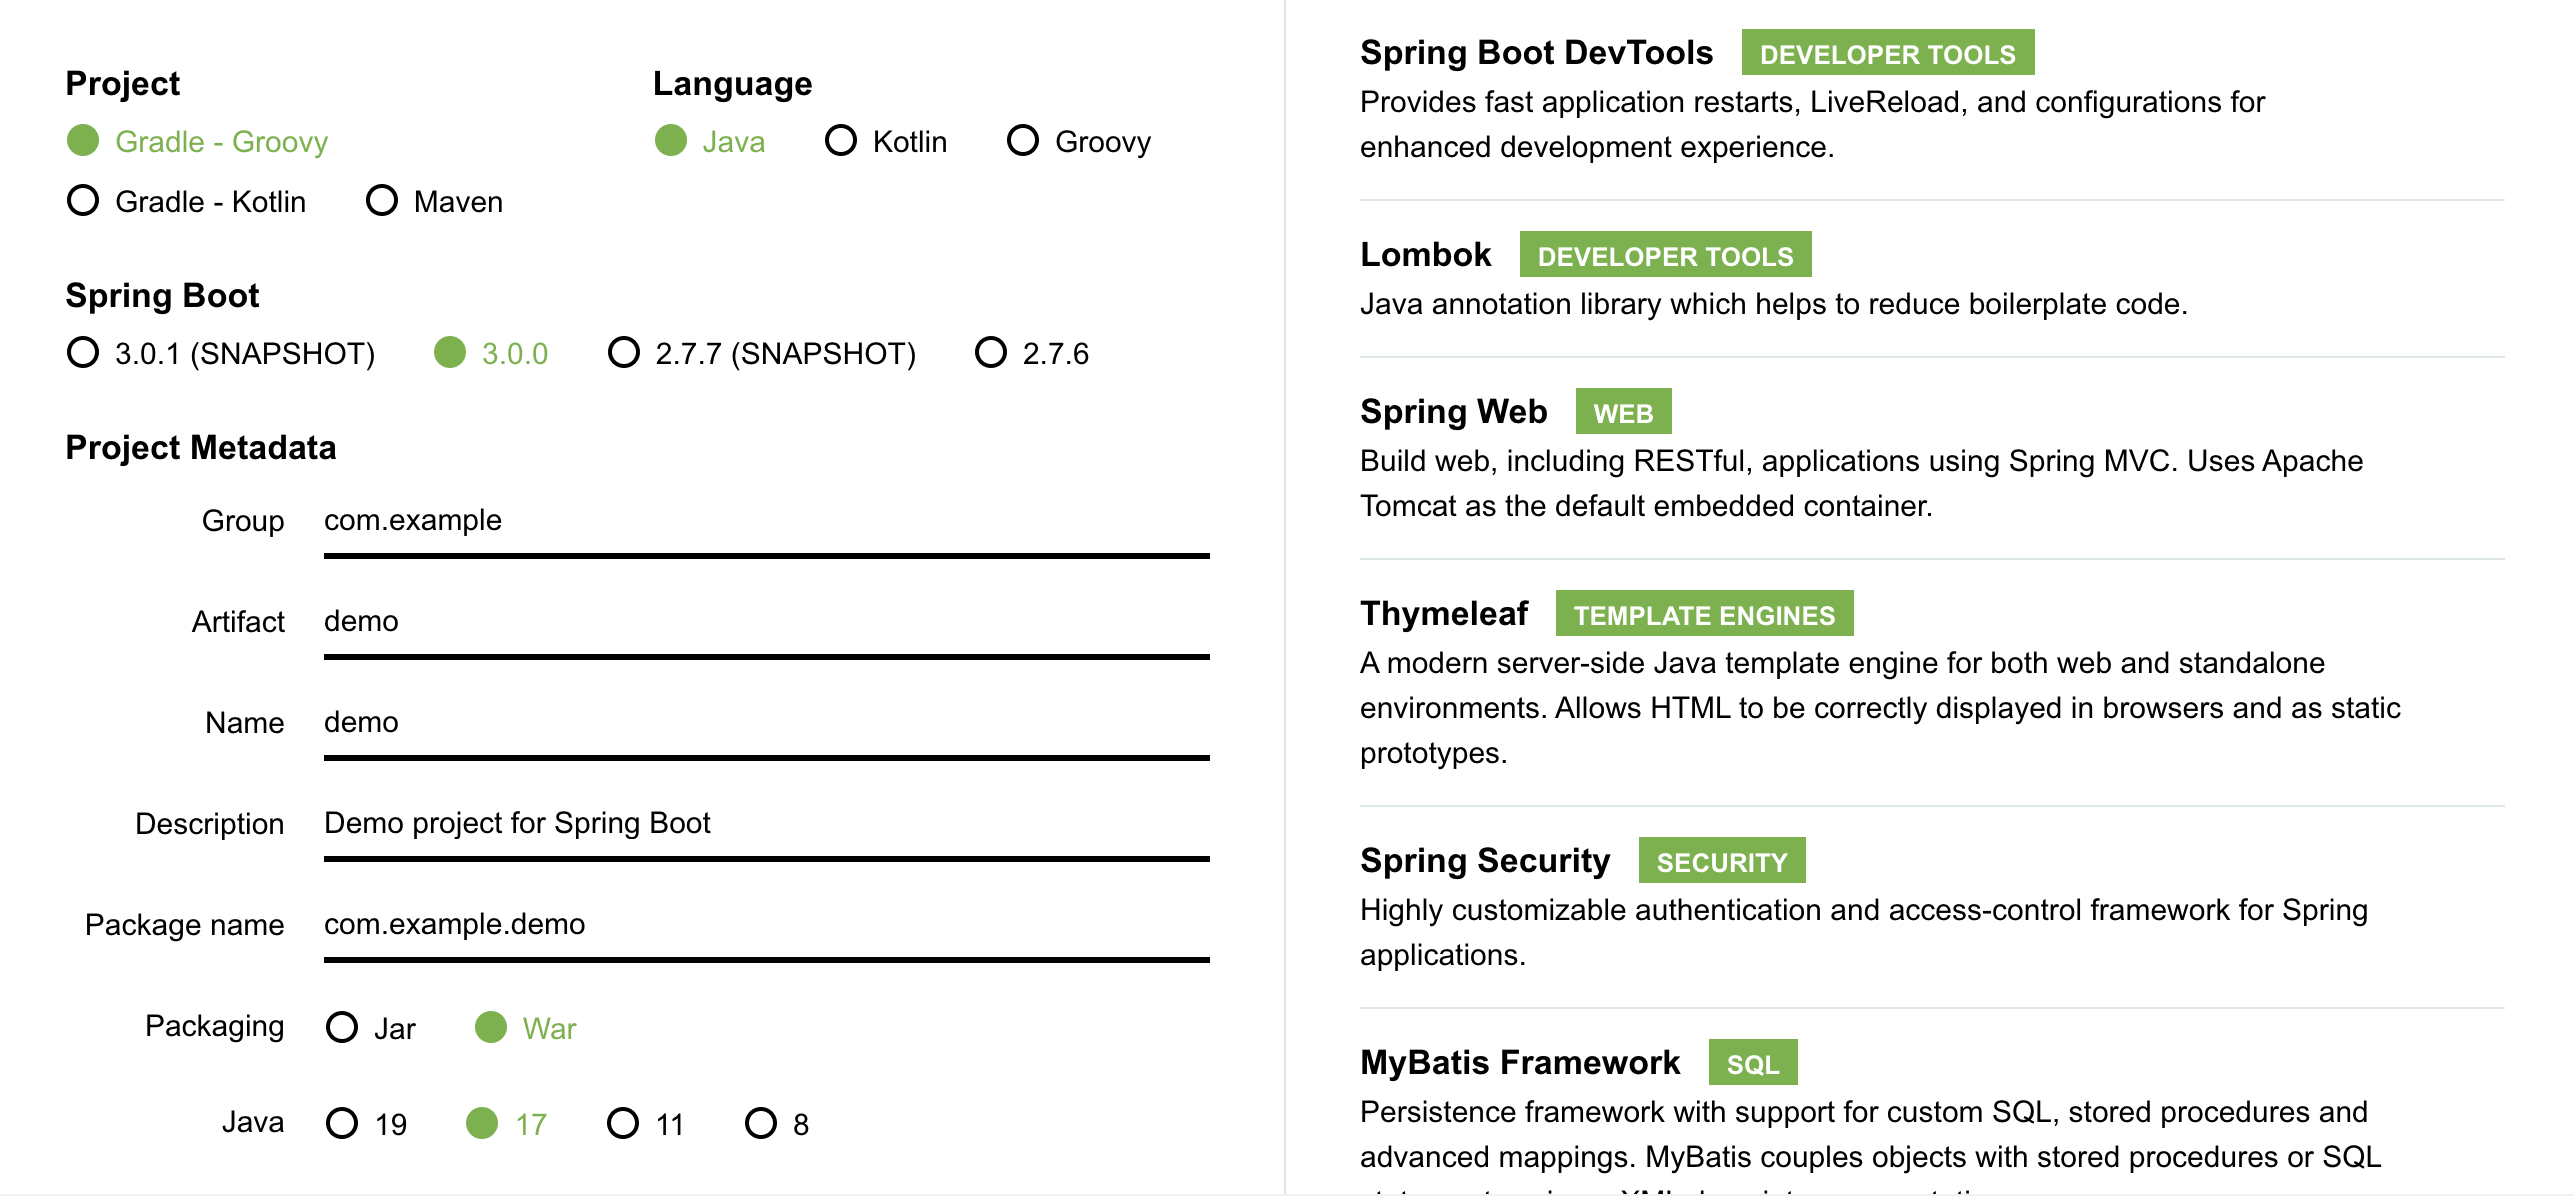 Project
Gradle - Groovy
Gradle - Kotlin Maven
Language
Java Kotlin Groovy
Spring Boot
3.0.1 (SNAPSHOT) 3.0.0 2.7.7 (SNAPSHOT) 2.7.6
Project Metadata
Group com.example
Artifact demo
Name demo
Description Demo project for Spring Boot
Package name com.example.demo
Packaging Jar War
Java 19 17 11 8
Spring Boot DevTools DEVELOPER TOOLS
Provides fast application restarts, LiveReload, and configurations for
enhanced development experience.
Lombok DEVELOPER TOOLS
Java annotation library which helps to reduce boilerplate code.
Spring Web WEB
Build web, including RESTful, applications using Spring MVC. Uses Apache
Tomcat as the default embedded container.
Thymeleaf TEMPLATE ENGINES
A modern server-side Java template engine for both web and standalone
environments. Allows HTML to be correctly displayed in browsers and as static
prototypes.
Spring Security SECURITY
Highly customizable authentication and access-control framework for Spring
applications.
MyBatis Framework SQL
Persistence framework with support for custom SQL, stored procedures and
advanced mappings. MyBatis couples objects with stored procedures or SQL